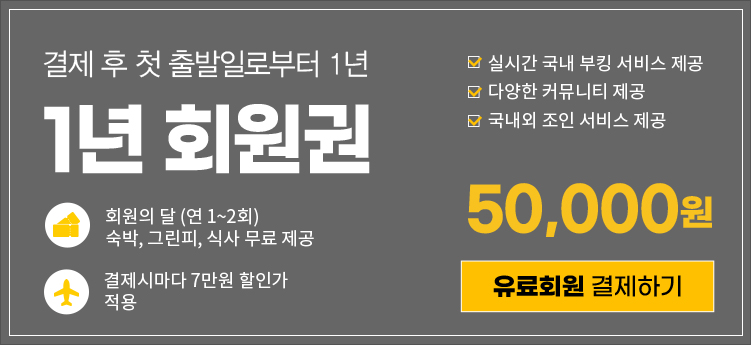 결제 후 첫 출발일로부터 1년
1년 회원권
회원의 달 (연 1~2회)
숙박, 그린피, 식사 무료 제공
결제시마다 7만원 할인가
적용
실시간 국내 부킹 서비스 제공
다양한 커뮤니티 제공
국내외 조인 서비스 제공
50,000원
유료회원 결제하기